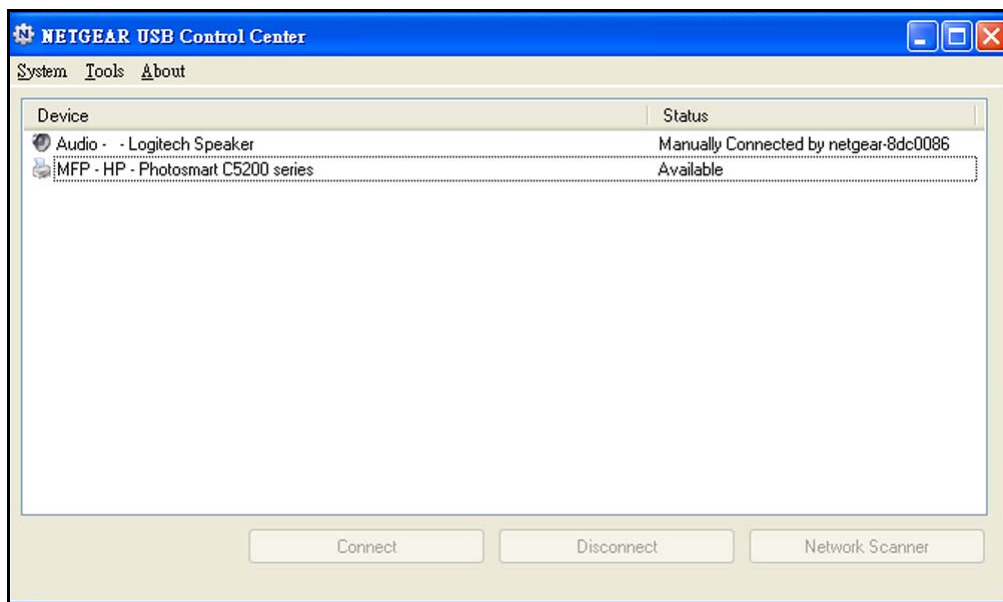 NETGEAR USB Control Center
System Tools About
Device Status
Audio - - Logitech Speaker Manually Connected by netgear-8dc0086
MFP - HP - Photosmart C5200 series Available
Connect Disconnect Network Scanner